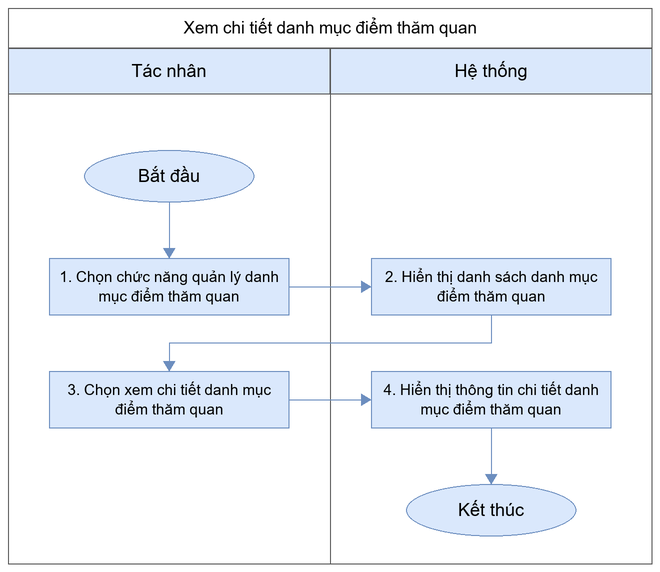 Xem chi tiết danh mục điểm thăm quan
Tác nhân
Hệ thống
Bắt đầu
1. Chọn chức năng quản lý danh
mục điểm thăm quan
2. Hiển thị danh sách danh mục
điểm thăm quan
3. Chọn xem chi tiết danh mục
điểm thăm quan
4. Hiển thị thông tin chi tiết danh
mục điểm thăm quan
Kết thúc